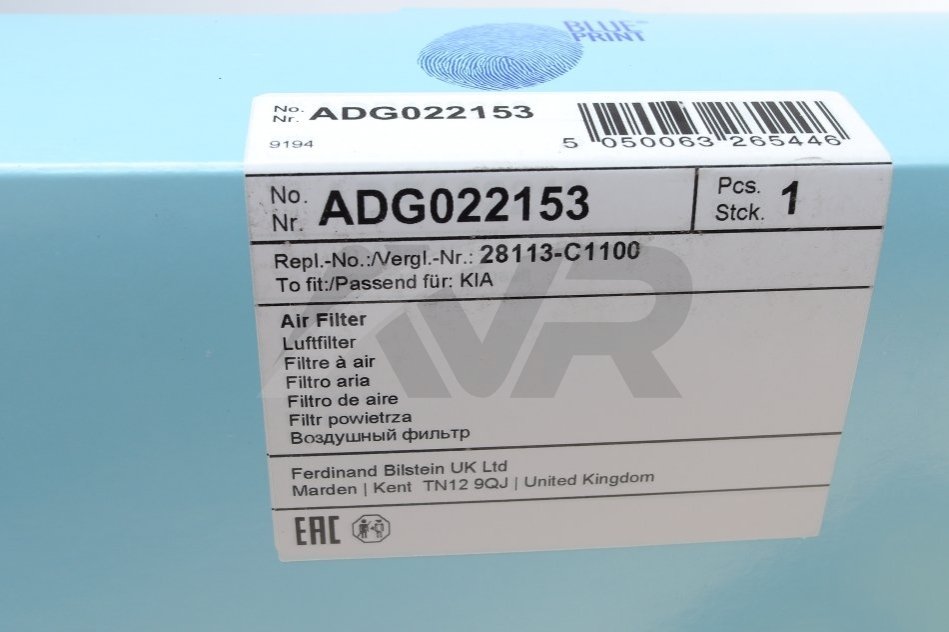 BLUE
PRINT
No.
Nr. ADG022153
9194
5 050063 265446
No.
Nr. ADG022153
Pcs.
Stck. 1
Repl.-No.:/Vergl.-Nr.: 28113-C1100
To fit:/Passend für: KIA
Air Filter
Luftfilter
Filtre à air
Filtro aria
Filtro de aire
Filtr powietrza
Воздушный фильтр
Ferdinand Bilstein UK Ltd
Marden | Kent TN12 9QJ | United Kingdom
EAC
AVR